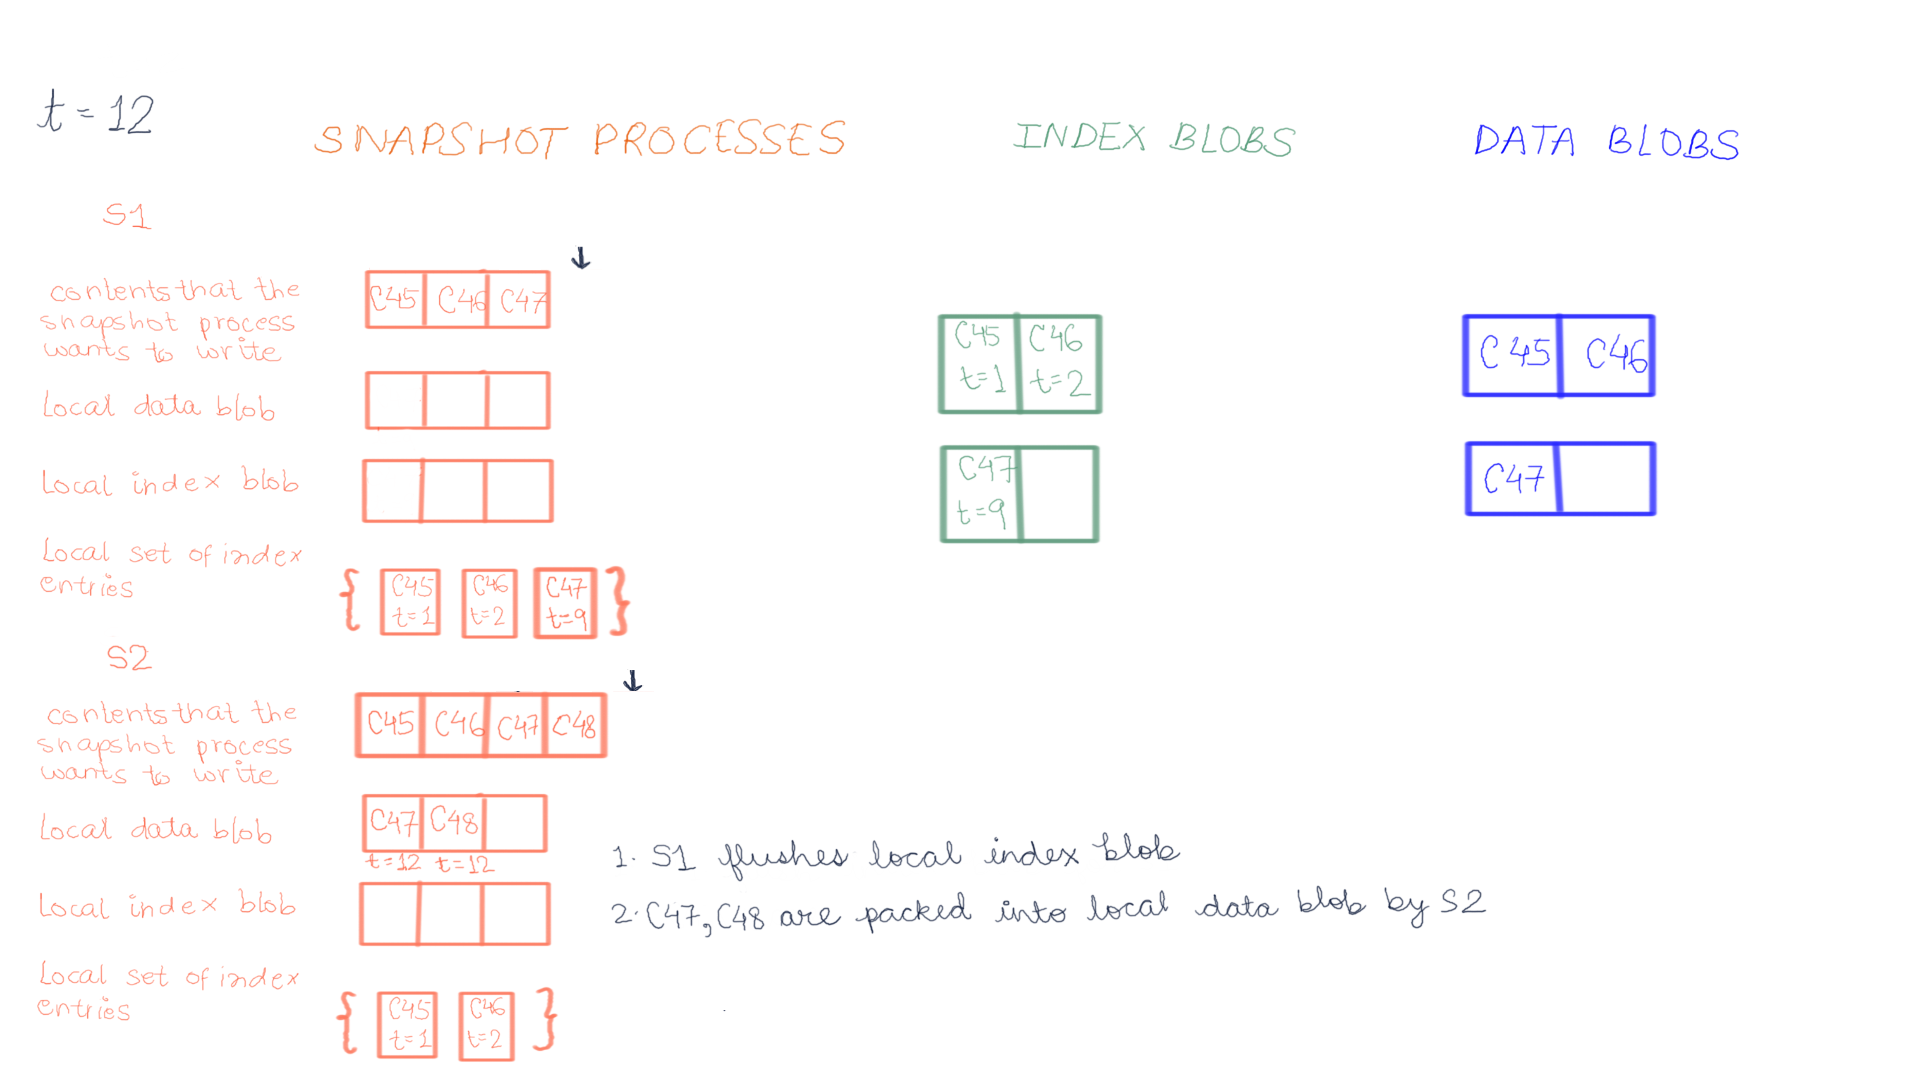 t = 12
SNAPSHOT PROCESSES
INDEX BLOBS
DATA BLOBS
S1
contents that the
snapshot process
wants to write
C45 C46 C47
Local data blob
Local index blob
Local set of index
entries
{ C45 C46 C47 }
t=1 t=2 t=9
C45 C46
t=1 t=2
C47
t=9
C45 C46
C47
S2
contents that the
snapshot process
wants to write
C45 C46 C47 C48
Local data blob
C47 C48
t=12 t=12
Local index blob
Local set of index
entries
{ C45 C46 }
t=1 t=2
1. S1 flushes local index blob
2. C47, C48 are packed into local data blob by S2